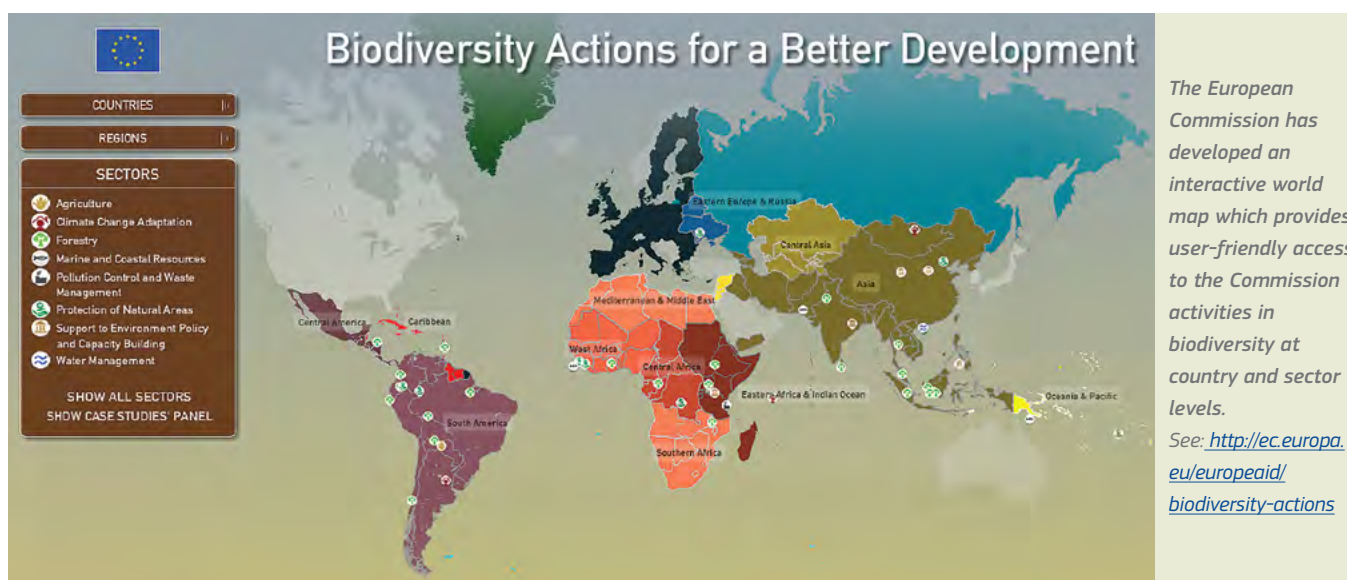 Biodiversity Actions for a Better Development
COUNTRIES
REGIONS
SECTORS
Agriculture
Climate Change Adaptation
Forestry
Marine and Coastal Resources
Pollution Control and Waste
Management
Protection of Natural Areas
Support to Environment Policy
and Capacity Building
Water Management
SHOW ALL SECTORS
SHOW CASE STUDIES' PANEL
Eastern Europe & Russia
Central Asia
Asia
Mediterranean & Middle East
Central America
Caribbean
West Africa
Central Africa
Eastern Africa & Indian Ocean
Oceania & Pacific
South America
Southern Africa
The European
Commission has
developed an
interactive world
map which provides
user-friendly access
to the Commission
activities in
biodiversity at
country and sector
levels.
See: http://ec.europa.
eu/europeaid/
biodiversity-actions